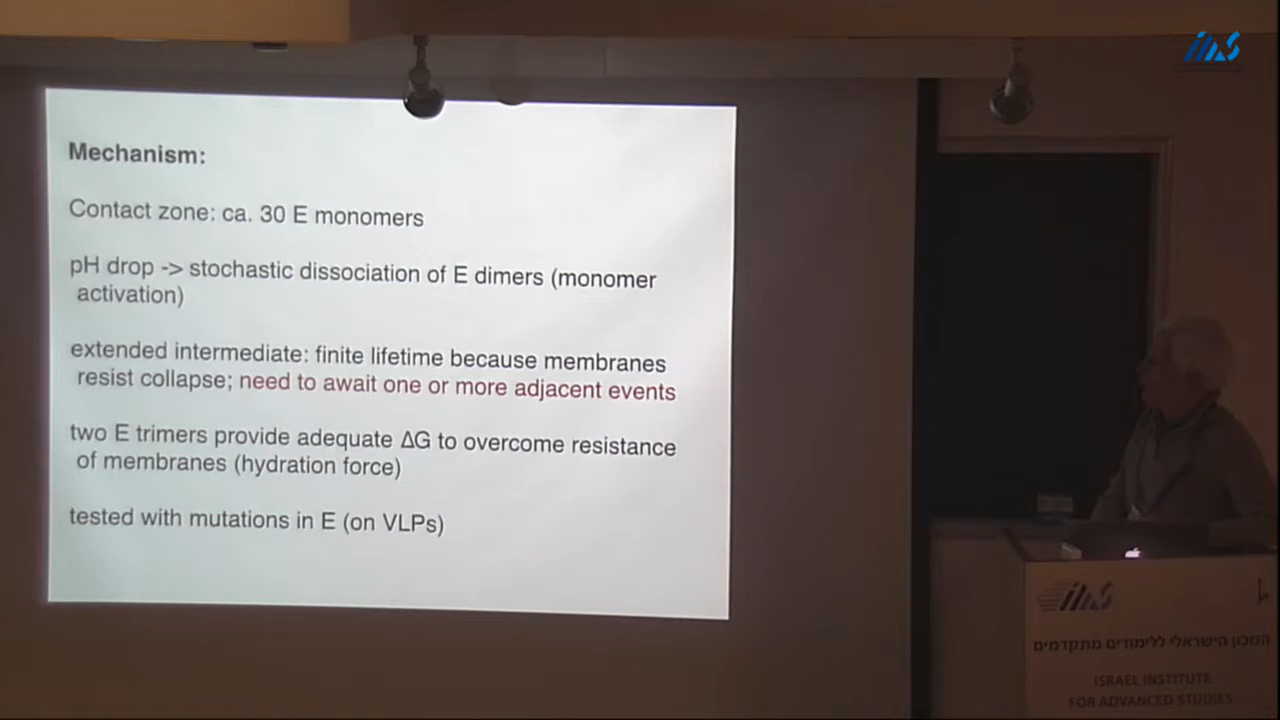 IIAS
Mechanism:
Contact zone: ca. 30 E monomers
pH drop -> stochastic dissociation of E dimers (monomer
activation)
extended intermediate: finite lifetime because membranes
resist collapse; need to await one or more adjacent events
two E trimers provide adequate ΔG to overcome resistance
of membranes (hydration force)
tested with mutations in E (on VLPs)
IIAS
המכון הישראלי ללימודים מתקדמים
ISRAEL INSTITUTE
FOR ADVANCED STUDIES